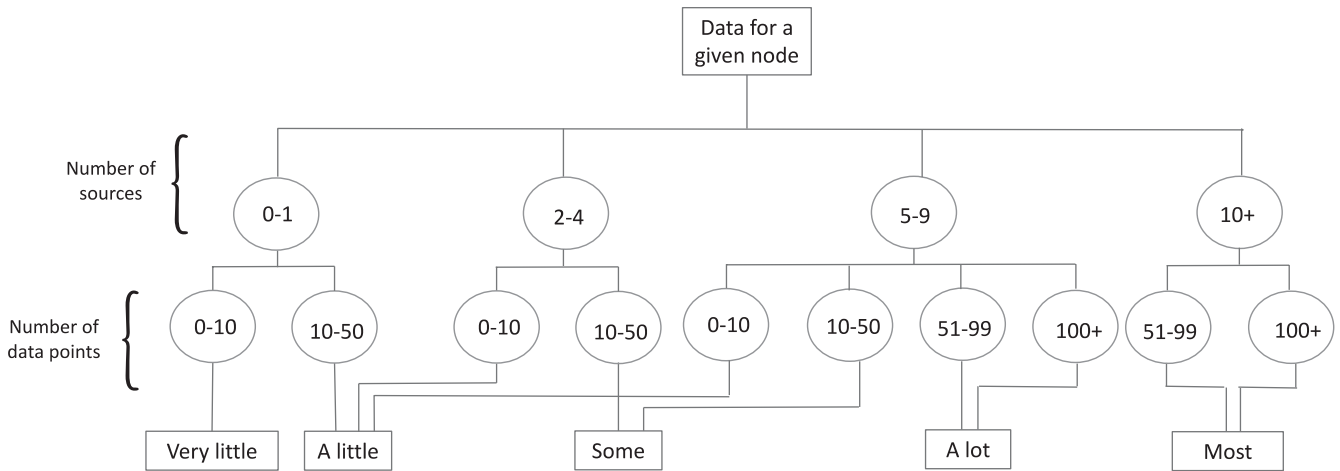 Data for a
given node
Number of
sources
0-1
2-4
5-9
10+
Number of
data points
0-10
10-50
0-10
10-50
0-10
10-50
51-99
100+
51-99
100+
Very little
A little
Some
A lot
Most